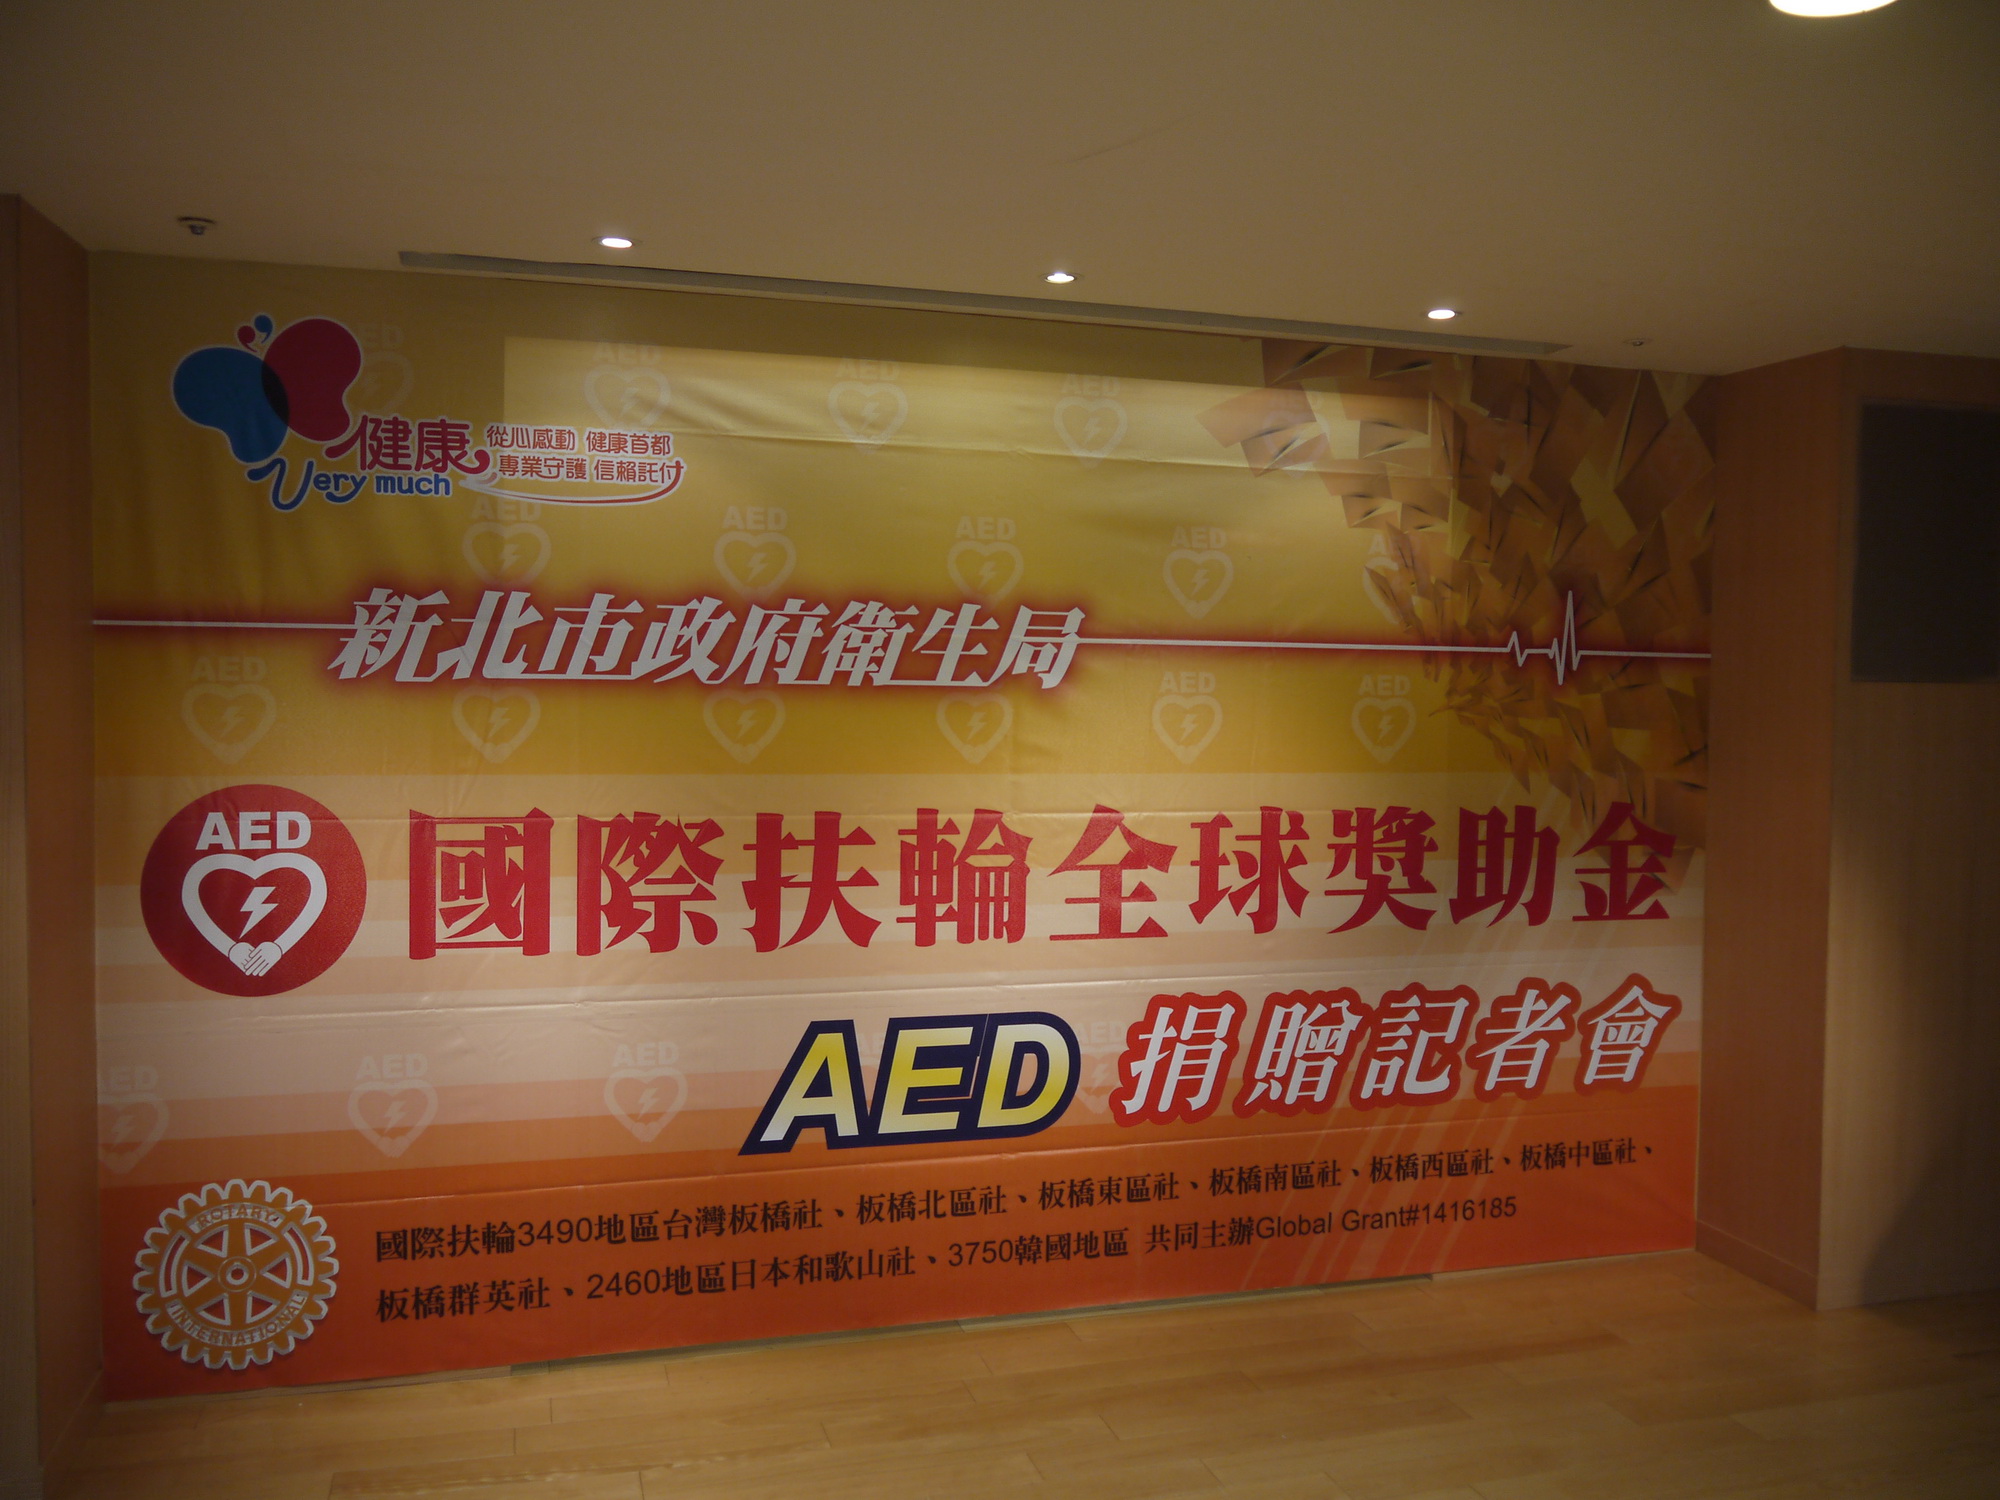 健康
Very much
從心感動 健康首都
專業守護 信賴託付
新北市政府衛生局
AED
國際扶輪全球獎助金
AED 捐贈記者會
國際扶輪3490地區台灣板橋社、板橋北區社、板橋東區社、板橋南區社、板橋西區社、板橋中區社、
板橋群英社、2460地區日本和歌山社、3750韓國地區 共同主辦Global Grant#1416185
ROTARY
INTERNATIONAL